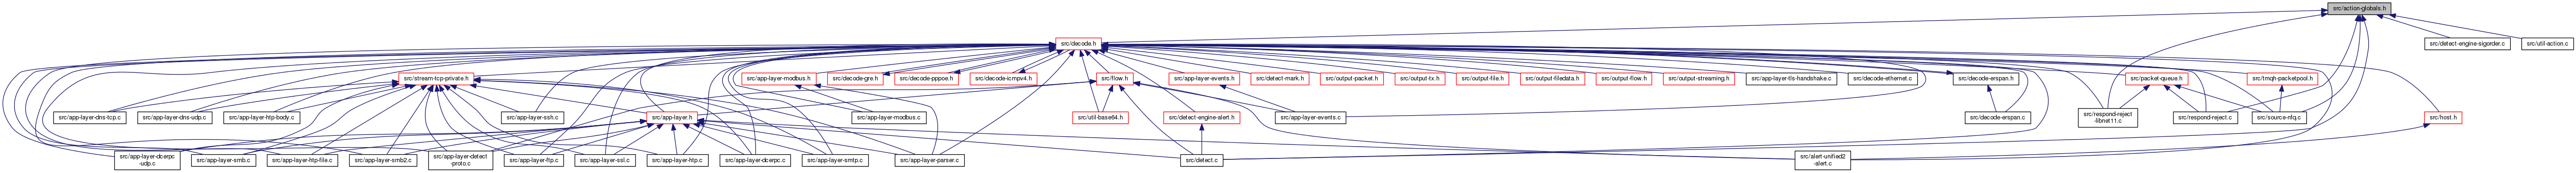 src/action-globals.h
src/decode.h
src/detect-engine-sigorder.c
src/util-action.c
src/stream-tcp-private.h
src/app-layer-modbus.h
src/decode-gre.h
src/decode-pppoe.h
src/decode-icmpv4.h
src/flow.h
src/app-layer-events.h
src/detect-mark.h
src/output-packet.h
src/output-tx.h
src/output-file.h
src/output-filedata.h
src/output-flow.h
src/output-streaming.h
src/app-layer-tls-handshake.c
src/decode-ethernet.c
src/decode-erspan.h
src/packet-queue.h
src/tmqh-packetpool.h
src/app-layer-dns-tcp.c
src/app-layer-dns-udp.c
src/app-layer-htp-body.c
src/app-layer-ssh.c
src/app-layer.h
src/app-layer-modbus.c
src/util-base64.h
src/detect-engine-alert.h
src/app-layer-events.c
src/decode-erspan.c
src/respond-reject
-libnet11.c
src/respond-reject.c
src/source-nfq.c
src/host.h
src/app-layer-dcerpc
-udp.c
src/app-layer-smb.c
src/app-layer-htp-file.c
src/app-layer-smb2.c
src/app-layer-detect
-proto.c
src/app-layer-ftp.c
src/app-layer-ssl.c
src/app-layer-htp.c
src/app-layer-dcerpc.c
src/app-layer-smtp.c
src/app-layer-parser.c
src/detect.c
src/alert-unified2
-alert.c